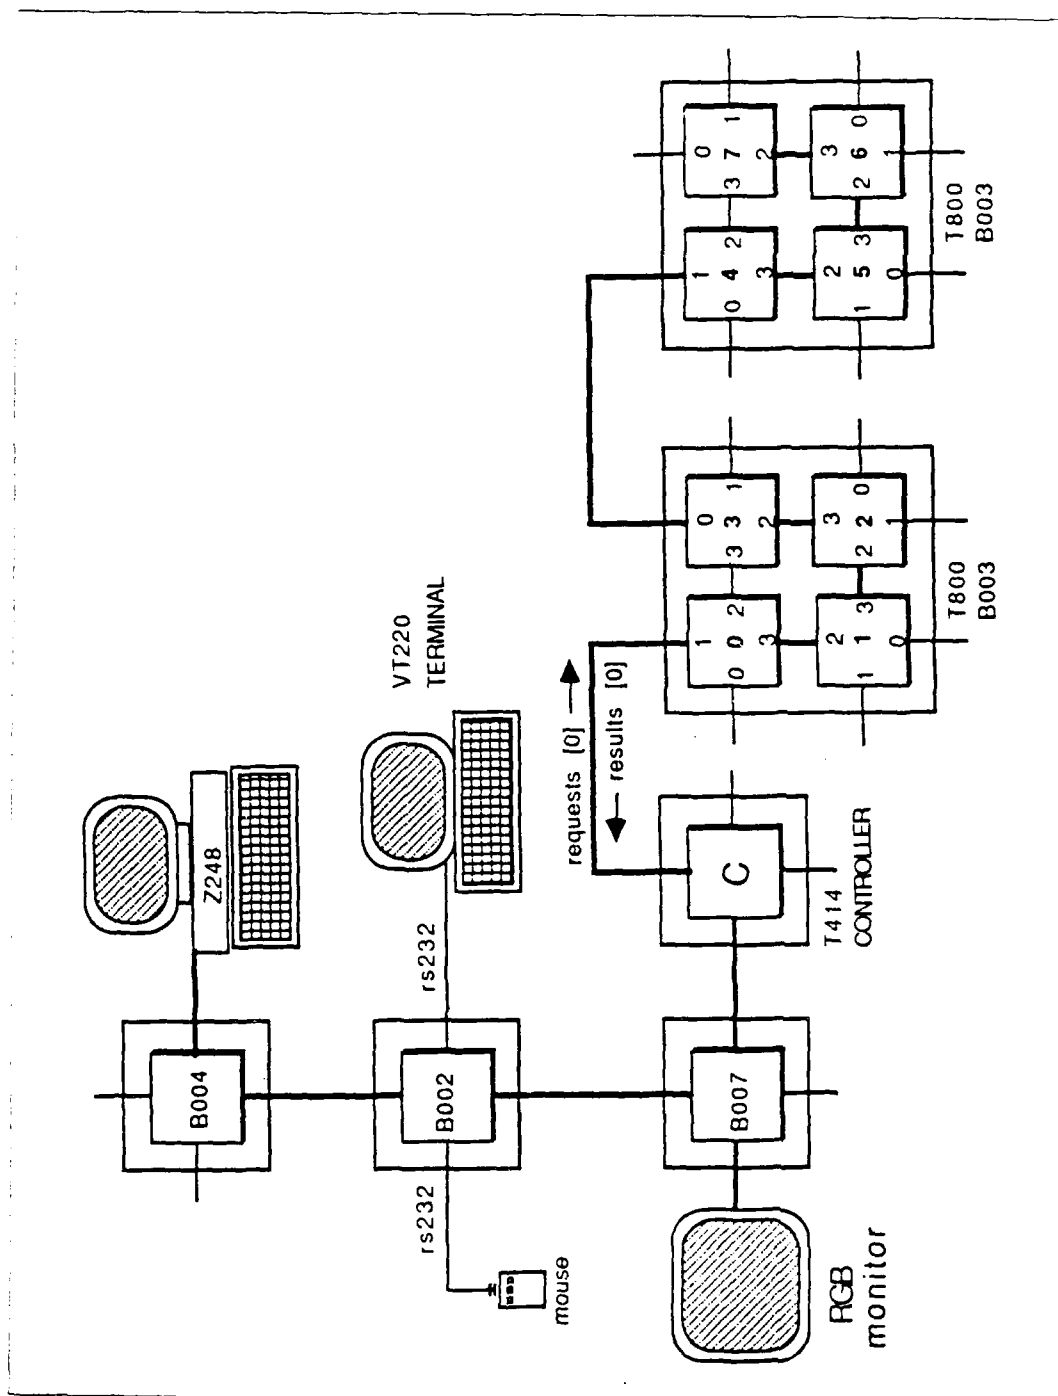 B004
Z248
VT220
TERMINAL
rs232
B002
rs232
mouse
requests [0]
results [0]
RGB
monitor
B007
C
T414
CONTROLLER
1
0 0 2
3
0
3 3 1
2
2
1 1 3
0
3
2 2 0
1
T800
B003
1
0 4 2
3
0
3 7 1
2
2
1 5 3
0
3
2 6 0
1
T800
B003